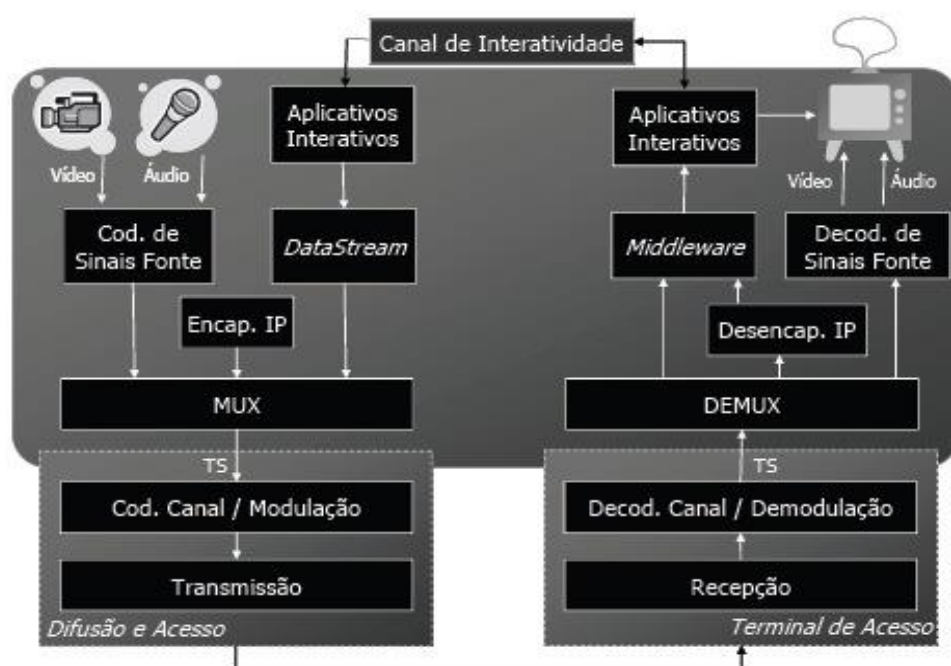 Canal de Interatividade
Vídeo
Áudio
Aplicativos
Interativos
Cod. de
Sinais Fonte
DataStream
Encap. IP
MUX
TS
Cod. Canal / Modulação
Transmissão
Difusão e Acesso
Aplicativos
Interativos
Vídeo
Áudio
Middleware
Decod. de
Sinais Fonte
Desencap. IP
DEMUX
TS
Decod. Canal / Demodulação
Recepção
Terminal de Acesso